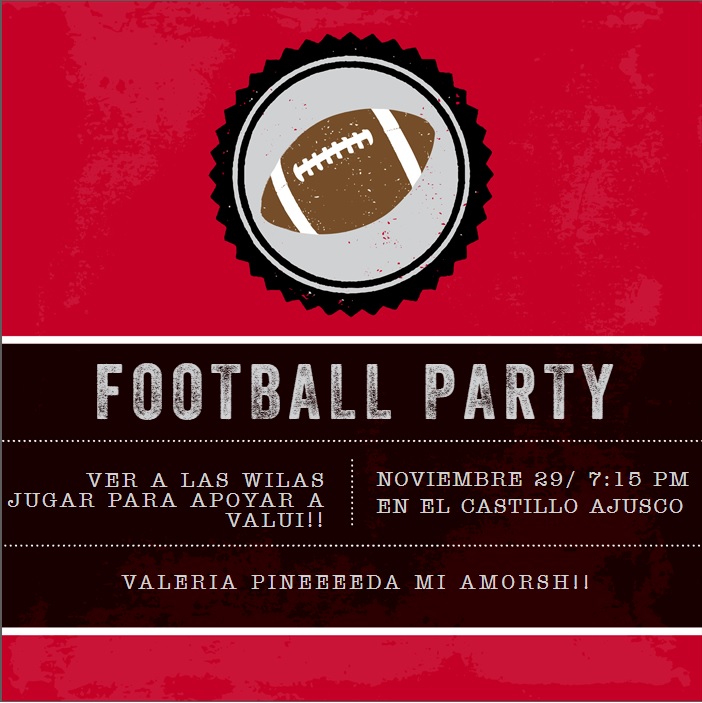 FOOTBALL PARTY
VER A LAS WILAS
JUGAR PARA APOYAR A
VALUI!!
NOVIEMBRE 29/ 7:15 PM
EN EL CASTILLO AJUSCO
VALERIA PINEEEEDA MI AMORSH!!